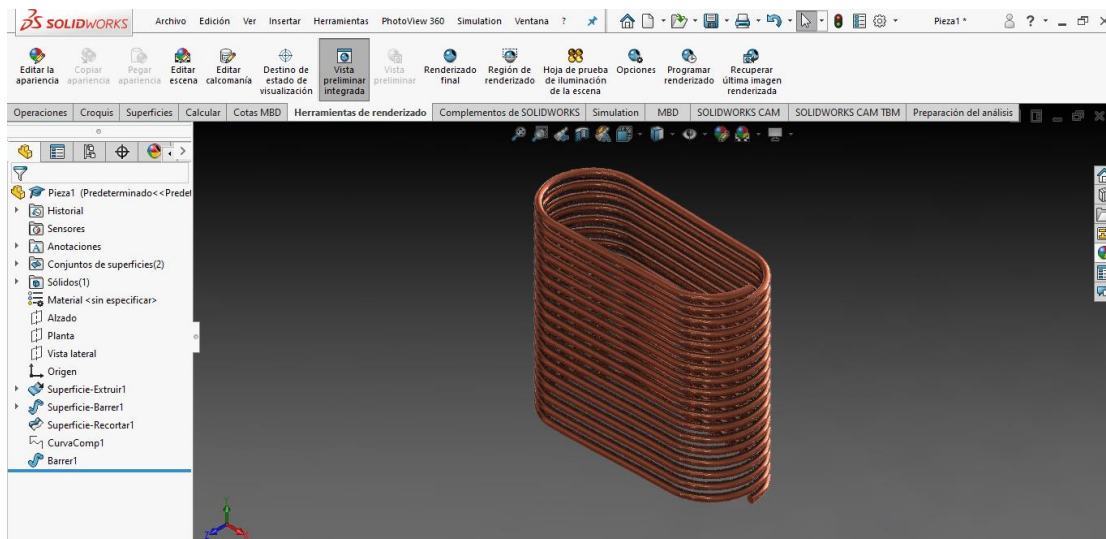 SOLIDWORKS Archivo Edición Ver Insertar Herramientas PhotoView 360 Simulation Ventana ? Pieza1 * ?
Editar la apariencia
Copiar apariencia
Pegar apariencia
Editar escena
Editar calcomanía
Destino de estado de visualización
Vista preliminar integrada
Vista preliminar
Renderizado final
Región de renderizado
Hoja de prueba de iluminación de la escena
Opciones
Programar renderizado
Recuperar última imagen renderizada
Operaciones Croquis Superficies Calcular Cotas MBD Herramientas de renderizado Complementos de SOLIDWORKS Simulation MBD SOLIDWORKS CAM SOLIDWORKS CAM TBM Preparación del análisis
Pieza1 (Predeterminado<<Predet
Historial
Sensores
Anotaciones
Conjuntos de superficies(2)
Sólidos(1)
Material <sin especificar>
Alzado
Planta
Vista lateral
Origen
Superficie-Extruir1
Superficie-Barrer1
Superficie-Recortar1
CurvaComp1
Barrer1